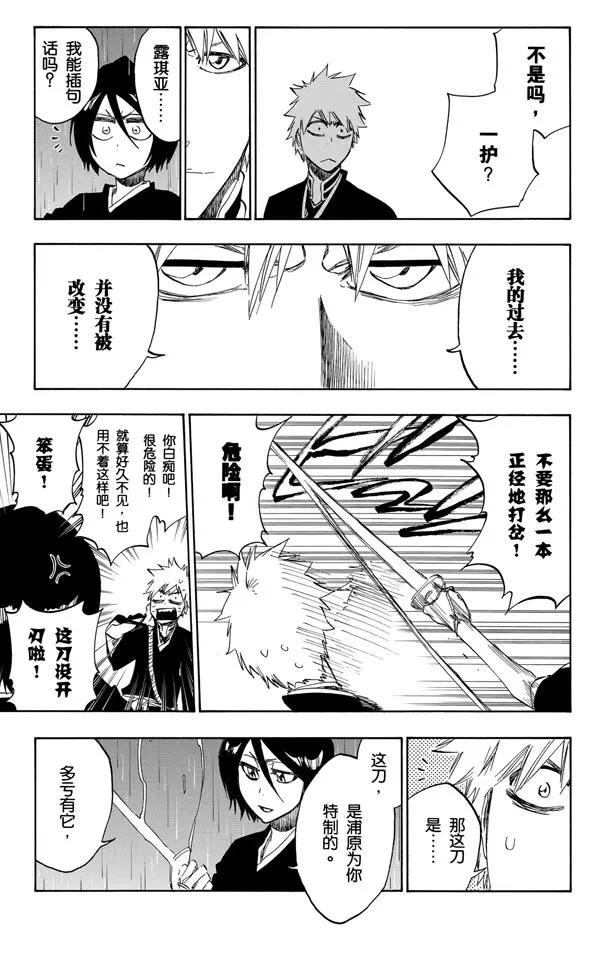 不是吗，
一护？
露琪亚……
我能插句
话吗？
我的过去……
并没有被
改变……
不要那么一本
正经地打岔！
危险啊！
你白痴吧！
很危险的！
就算好久不见，也
用不着这样吧！
笨蛋！
这刀没开
刃啦！
那这刀
是……
这刀，
是浦原为你
特制的。
多亏有它，